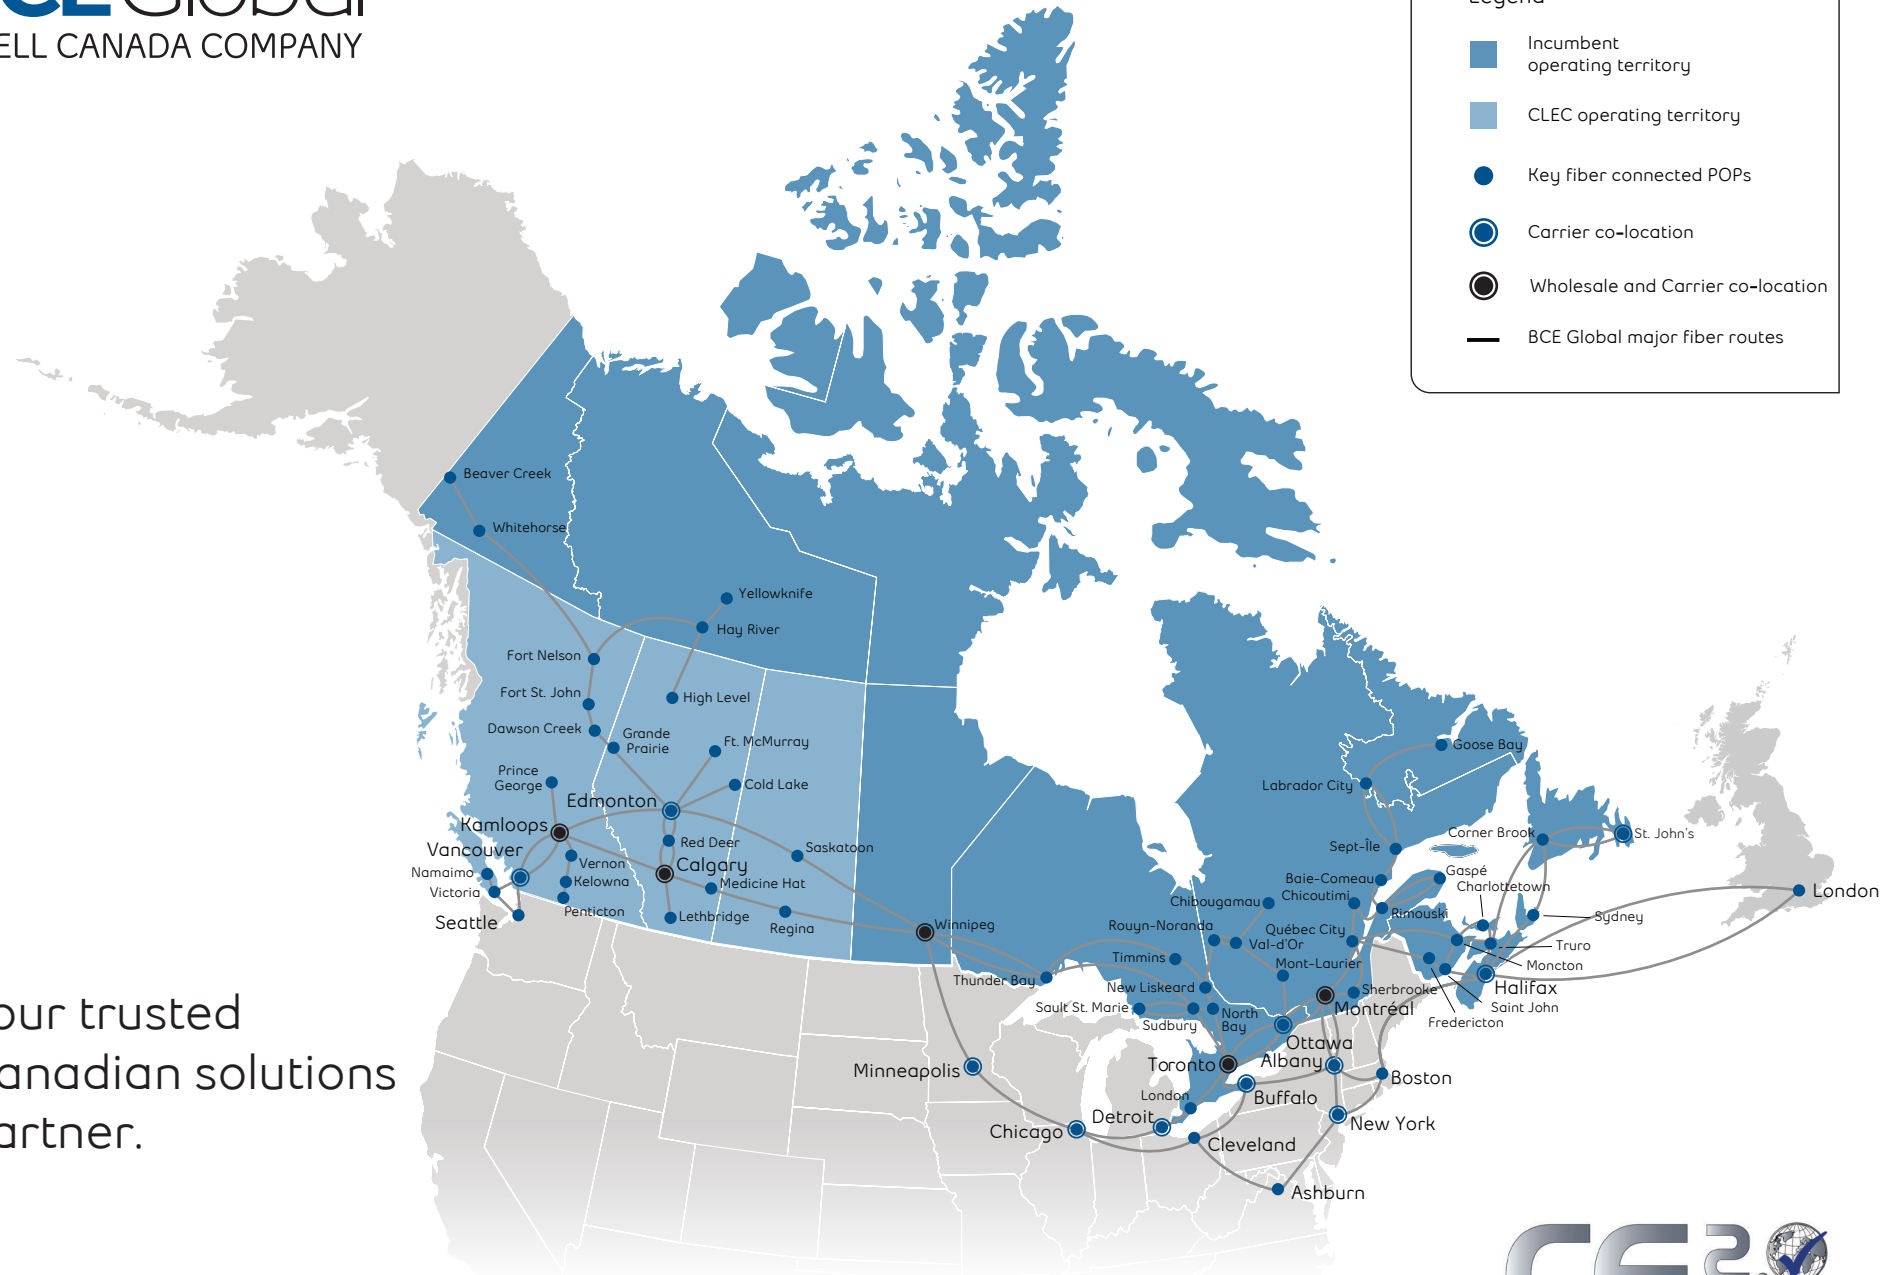 CE Global
ELL CANADA COMPANY
Legend
Incumbent
operating territory
CLEC operating territory
Key fiber connected POPs
Carrier co-location
Wholesale and Carrier co-location
BCE Global major fiber routes
Beaver Creek
Whitehorse
Yellowknife
Hay River
Fort Nelson
Fort St. John
High Level
Dawson Creek
Grande
Prairie
Ft. McMurray
Prince
George
Cold Lake
Edmonton
Kamloops
Red Deer
Saskatoon
Vancouver
Vernon
Calgary
Namaimo
Kelowna
Medicine Hat
Victoria
Penticton
Lethbridge
Regina
Seattle
Winnipeg
Thunder Bay
Goose Bay
Labrador City
Corner Brook
St. John's
Sept-Île
Gaspé
Baie-Comeau
Charlottetown
Chicoutimi
Chibougamau
Rimouski
Sydney
London
Rouyn-Noranda
Québec City
Val-d'Or
Truro
Timmins
Mont-Laurier
Moncton
New Liskeard
Sherbrooke
Halifax
Sault St. Marie
Montréal
Saint John
Sudbury
North
Bay
Fredericton
Ottawa
Toronto
Albany
Minneapolis
Boston
London
Buffalo
Detroit
New York
Chicago
Cleveland
Ashburn
our trusted
anadian solutions
artner.
CE 2.